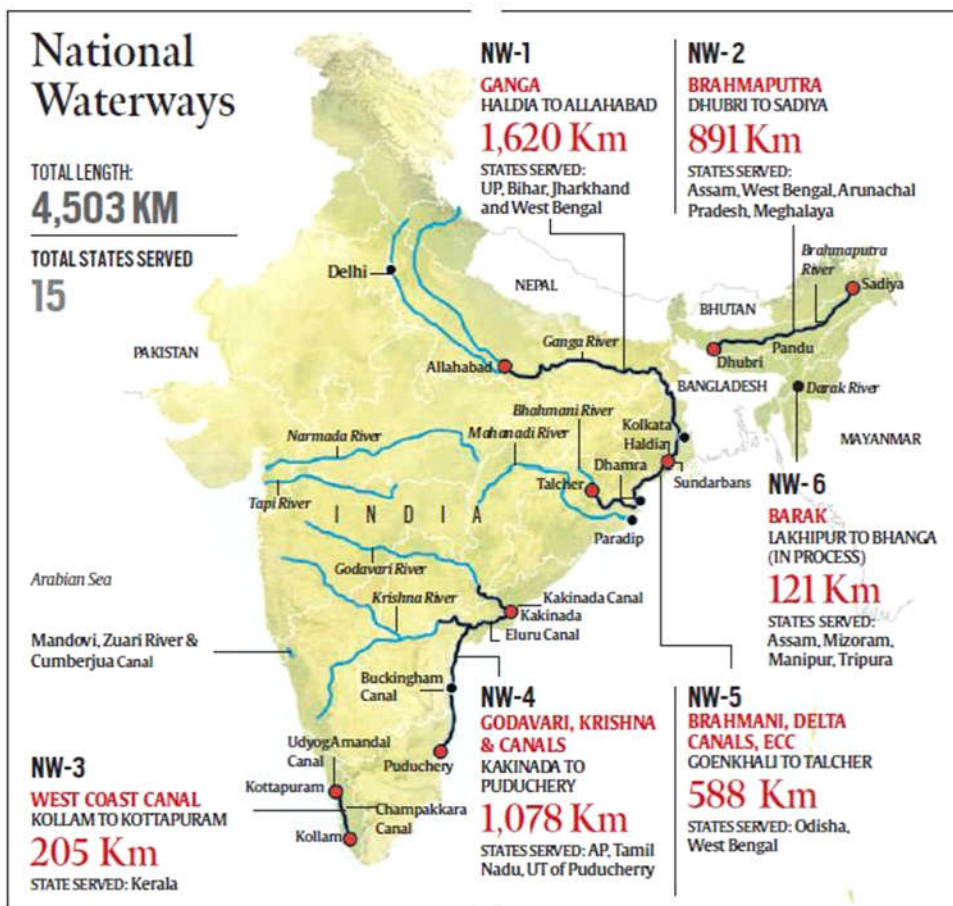 National
Waterways
TOTAL LENGTH:
4,503 KM
TOTAL STATES SERVED
15
NW-1
GANGA
HALDIA TO ALLAHABAD
1,620 Km
STATES SERVED:
UP, Bihar, Jharkhand
and West Bengal
NW-2
BRAHMAPUTRA
DHUBRI TO SADIYA
891 Km
STATES SERVED:
Assam, West Bengal, Arunachal
Pradesh, Meghalaya
Brahmaputra
River
Sadiya
Delhi
NEPAL
BHUTAN
PAKISTAN
Ganga River
Pandu
Dhubri
Allahabad
BANGLADESH
Darak River
Bhahmani River
Narmada River
Mahanadi River
Kolkata
Haldia
MAYANMAR
Dhamra
Talcher
Sundarbans
Tapi River
INDIA
Paradip
NW-6
BARAK
LAKHIPUR TO BHANGA
(IN PROCESS)
121 Km
STATES SERVED:
Assam, Mizoram,
Manipur, Tripura
Arabian Sea
Godavari River
Krishna River
Kakinada Canal
Kakinada
Eluru Canal
Mandovi, Zuari River &
Cumberjua Canal
Buckingham
Canal
NW-4
GODAVARI, KRISHNA
& CANALS
KAKINADA TO
PUDUCHERY
1,078 Km
STATES SERVED: AP, Tamil
Nadu, UT of Puducherry
NW-5
BRAHMANI, DELTA
CANALS, ECC
GOENKHALI TO TALCHER
588 Km
STATES SERVED: Odisha,
West Bengal
UdyogAmandal
Canal
Puduchery
Kottapuram
Champakkara
Canal
Kollam
NW-3
WEST COAST CANAL
KOLLAM TO KOTTAPURAM
205 Km
STATE SERVED: Kerala